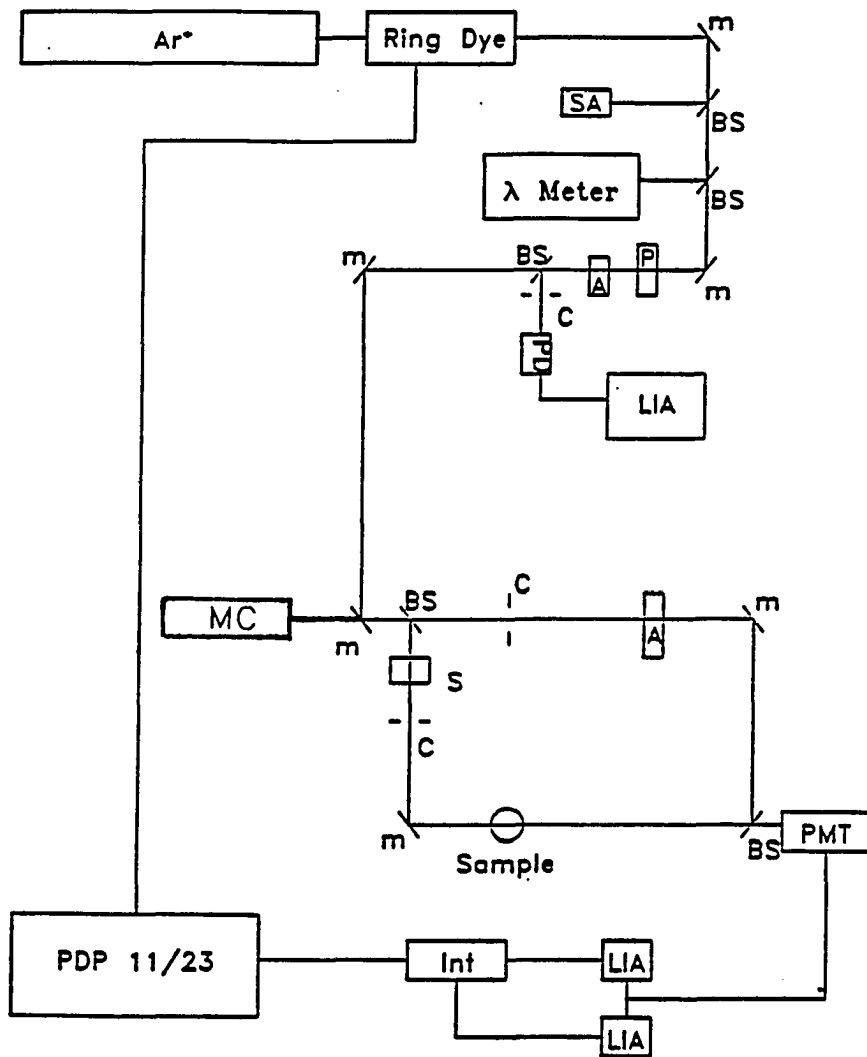 Ar⁺
Ring Dye
m
SA
BS
λ Meter
BS
m
BS
A
P
m
C
PD
LIA
MC
m
BS
C
A
m
S
C
m
Sample
BS
PMT
PDP 11/23
Int
LIA
LIA